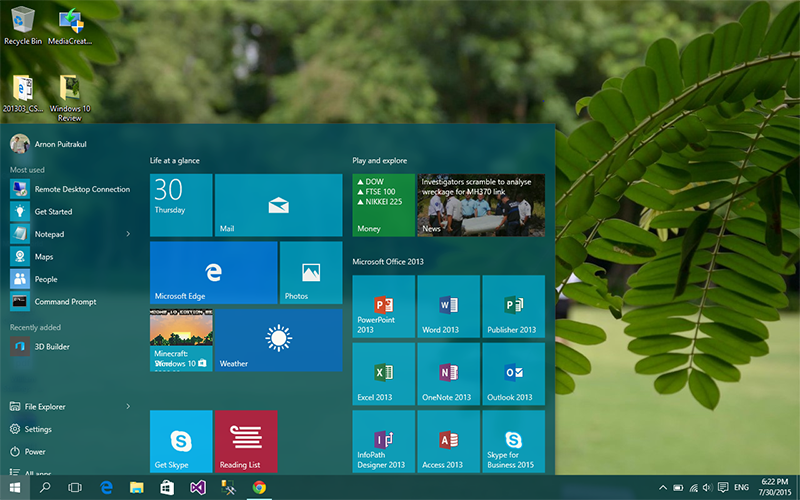 Recycle Bin
MediaCreat...
201303_CS...
Windows 10
Review
Arnon Puitrakul
Most used
Remote Desktop Connection
Get Started
Notepad
Maps
People
Command Prompt
Recently added
3D Builder
File Explorer
Settings
Power
All apps
Life at a glance
30
Thursday
Mail
Microsoft Edge
Photos
Minecraft:
Windows 10
Weather
Get Skype
Reading List
Play and explore
DOW
FTSE 100
NIKKEI 225
Money
Investigators scramble to analyse
wreckage for MH370 link
News
Microsoft Office 2013
PowerPoint
2013
Word 2013
Publisher 2013
Excel 2013
OneNote 2013
Outlook 2013
InfoPath
Designer 2013
Access 2013
Skype for
Business 2015
ENG
6:22 PM
7/30/2015